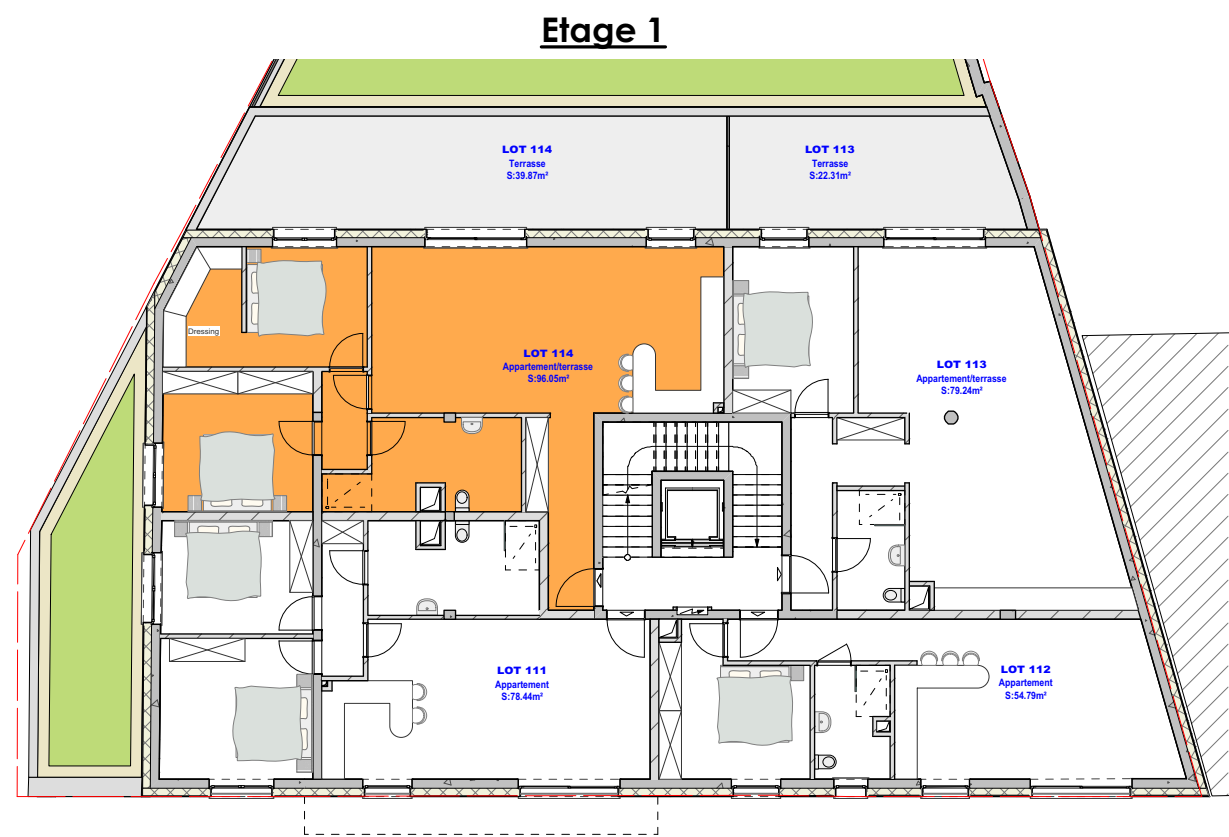 Etage 1
LOT 114
Terrasse
S:39.87m²
LOT 113
Terrasse
S:22.31m²
Dressing
LOT 114
Appartement/terrasse
S:96.05m²
LOT 113
Appartement/terrasse
S:79.24m²
LOT 111
Appartement
S:78.44m²
LOT 112
Appartement
S:54.79m²